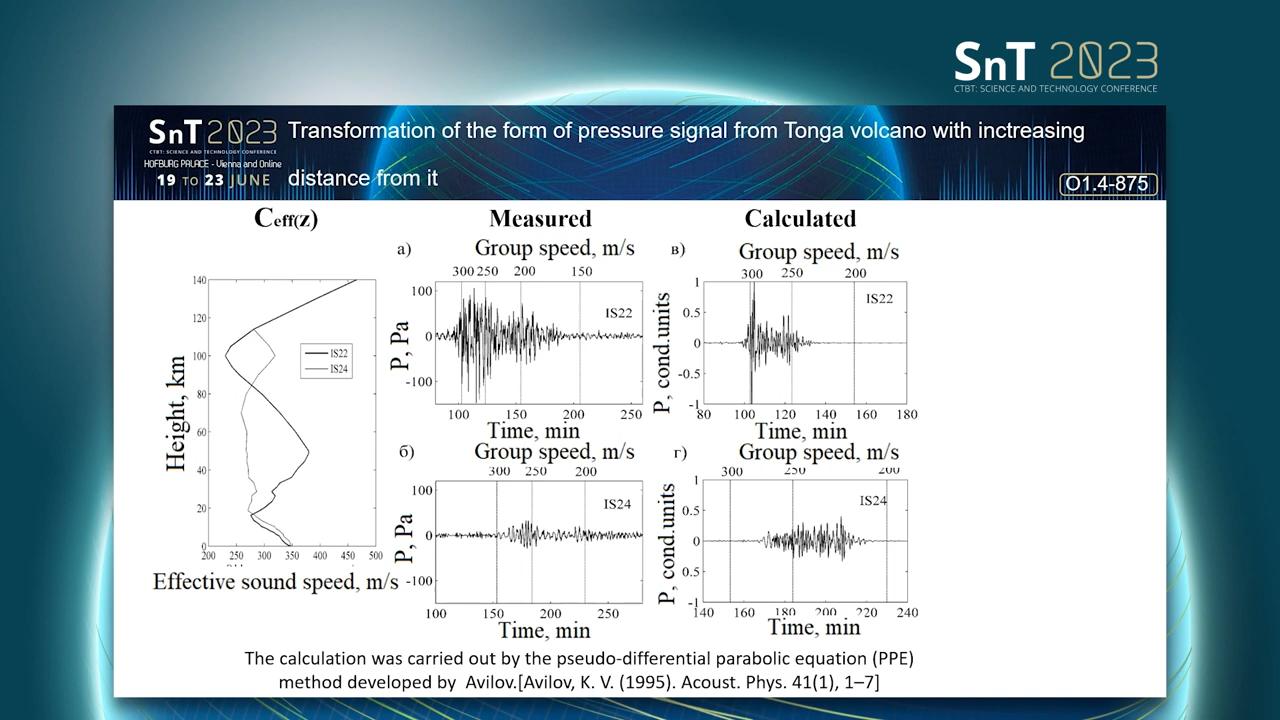 SnT 2023
CTBT: SCIENCE AND TECHNOLOGY CONFERENCE
SnT 2023
CTBT: SCIENCE AND TECHNOLOGY CONFERENCE
HOFBURG PALACE - Vienna and Online
19 TO 23 JUNE
Transformation of the form of pressure signal from Tonga volcano with inctreasing
distance from it
O1.4-875
Ceff(z)
Height, km
140
120
100
80
60
40
20
0
IS22
IS24
200 250 300 350 400 450 500
Effective sound speed, m/s
Measured
а)
Group speed, m/s
300 250 200 150
P, Pa
100
0
-100
IS22
100 150 200 250
Time, min
б)
Group speed, m/s
300 250 200
P, Pa
100
0
-100
IS24
100 150 200 250
Time, min
Calculated
в)
Group speed, m/s
300 250 200
P, cond.units
1
0.5
0
-0.5
-1
IS22
80 100 120 140 160 180
Time, min
г)
Group speed, m/s
300 250 200
P, cond.units
1
0.5
0
0.5
-1
IS24
140 160 180 200 220 240
Time, min
The calculation was carried out by the pseudo-differential parabolic equation (PPE)
method developed by Avilov.[Avilov, K. V. (1995). Acoust. Phys. 41(1), 1–7]